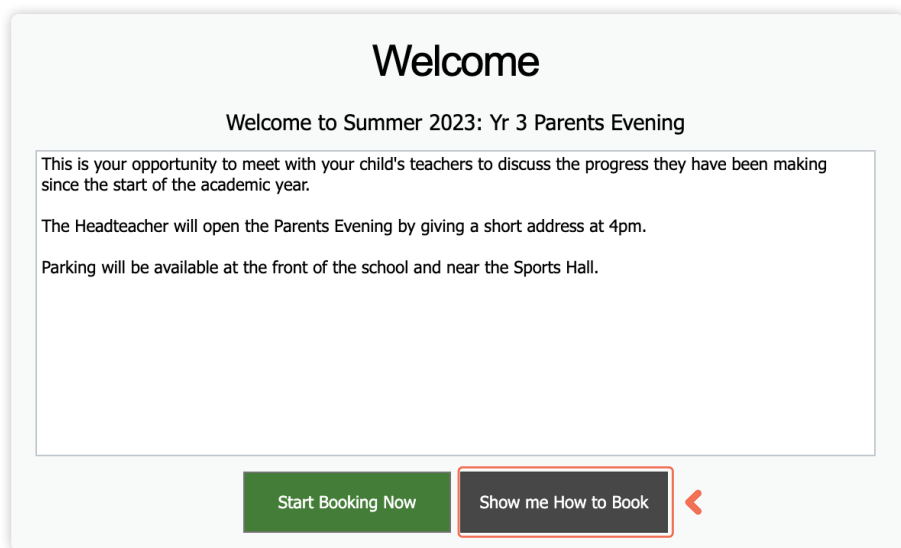 Welcome
Welcome to Summer 2023: Yr 3 Parents Evening
This is your opportunity to meet with your child's teachers to discuss the progress they have been making
since the start of the academic year.
The Headteacher will open the Parents Evening by giving a short address at 4pm.
Parking will be available at the front of the school and near the Sports Hall.
Start Booking Now
Show me How to Book